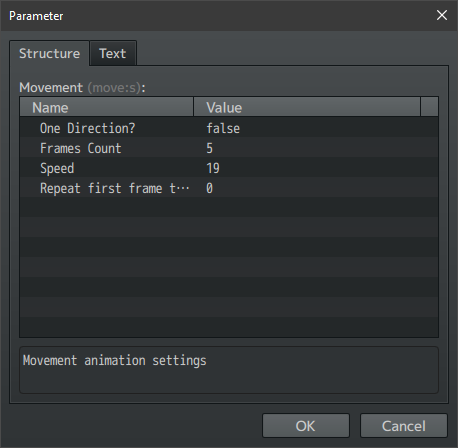 Parameter
Structure Text
Movement (move:s):
Name Value
One Direction? false
Frames Count 5
Speed 19
Repeat first frame t··· 0
Movement animation settings
OK Cancel